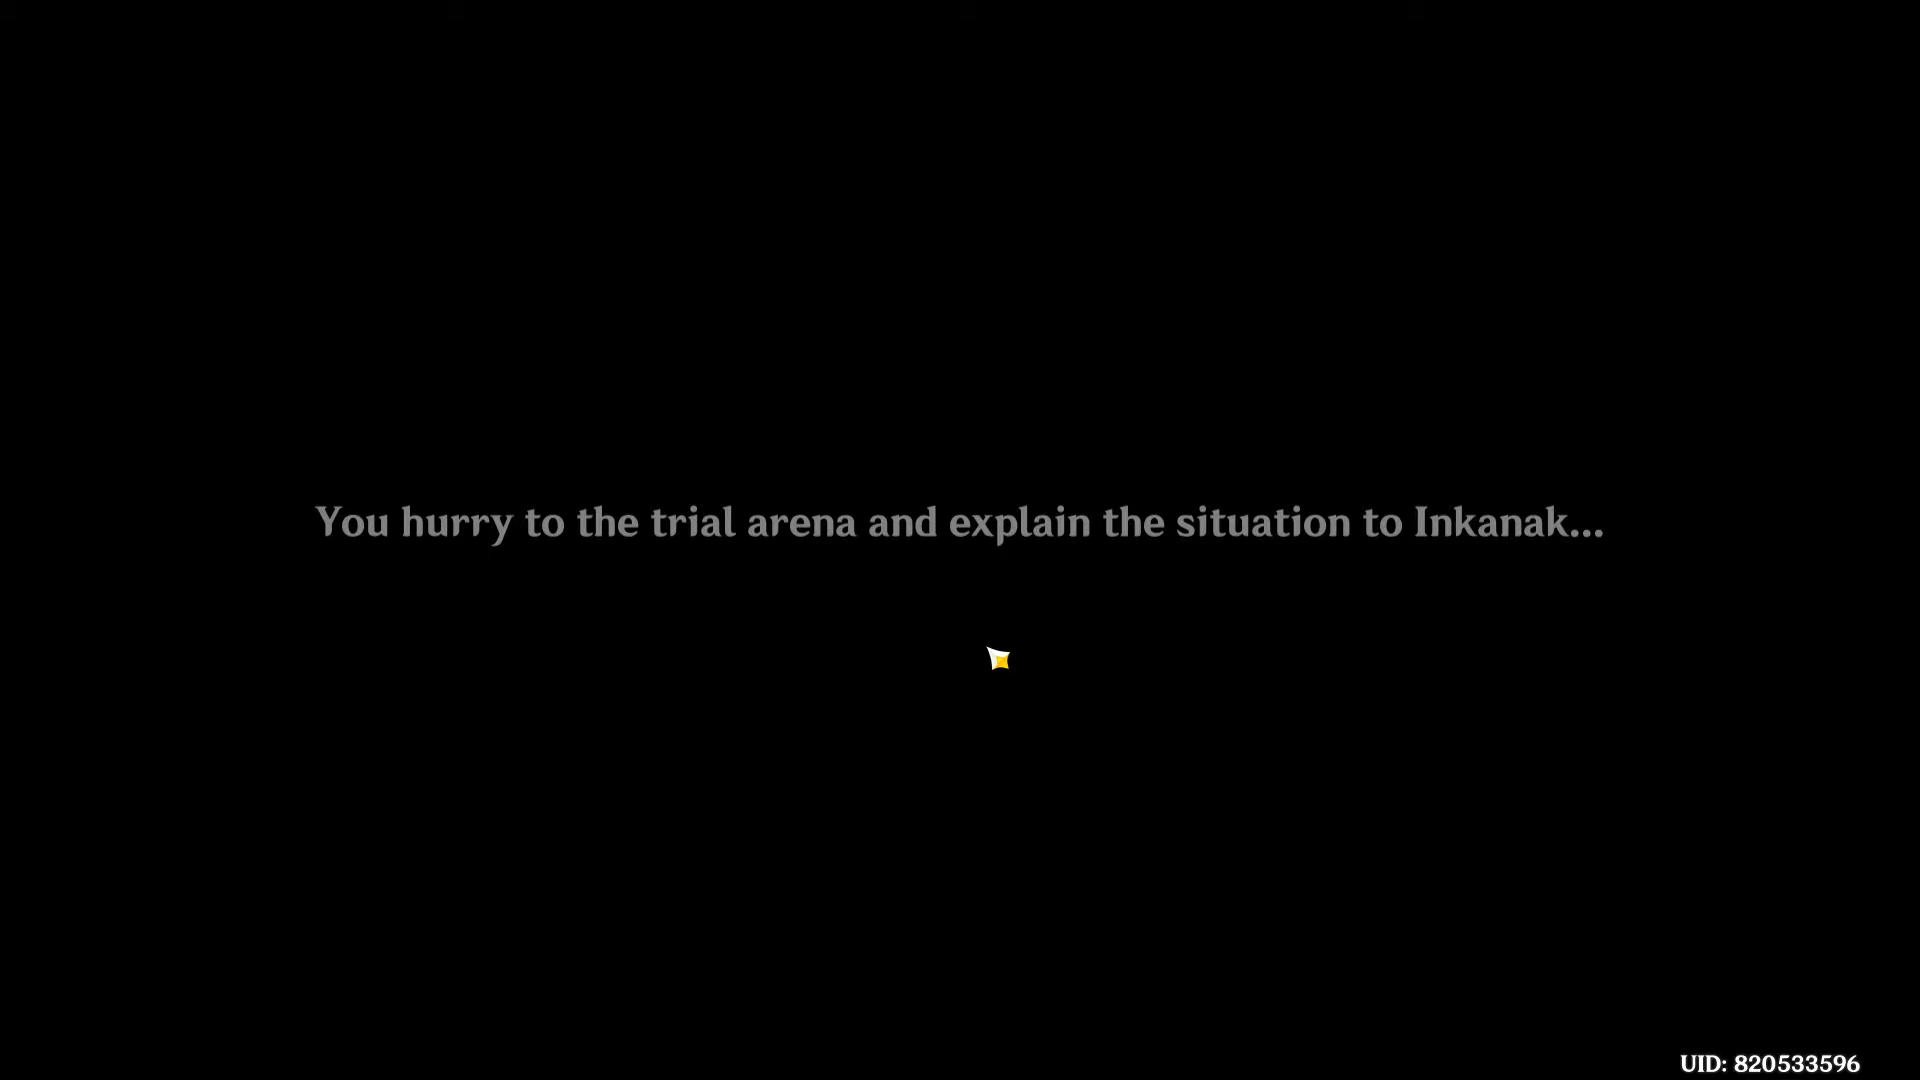 You hurry to the trial arena and explain the situation to Inkanak...
UID: 820533596